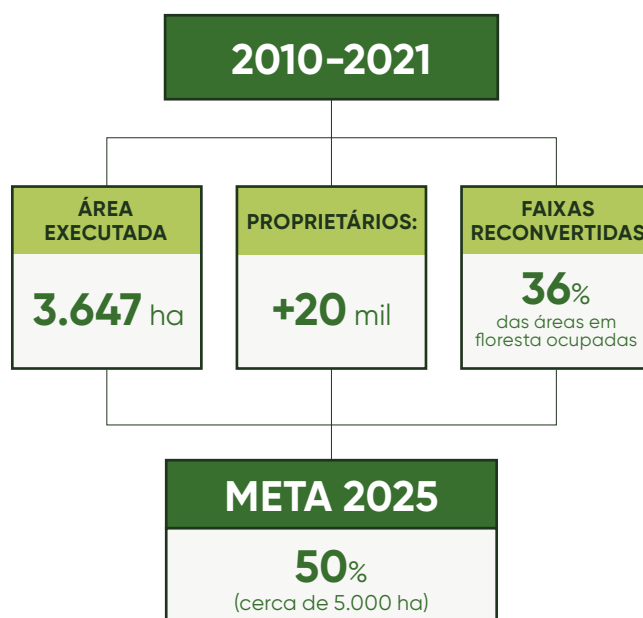 2010-2021
ÁREA
EXECUTADA
3.647 ha
PROPRIETÁRIOS:
+20 mil
FAIXAS
RECONVERTIDAS
36%
das áreas em
floresta ocupadas
META 2025
50%
(cerca de 5.000 ha)